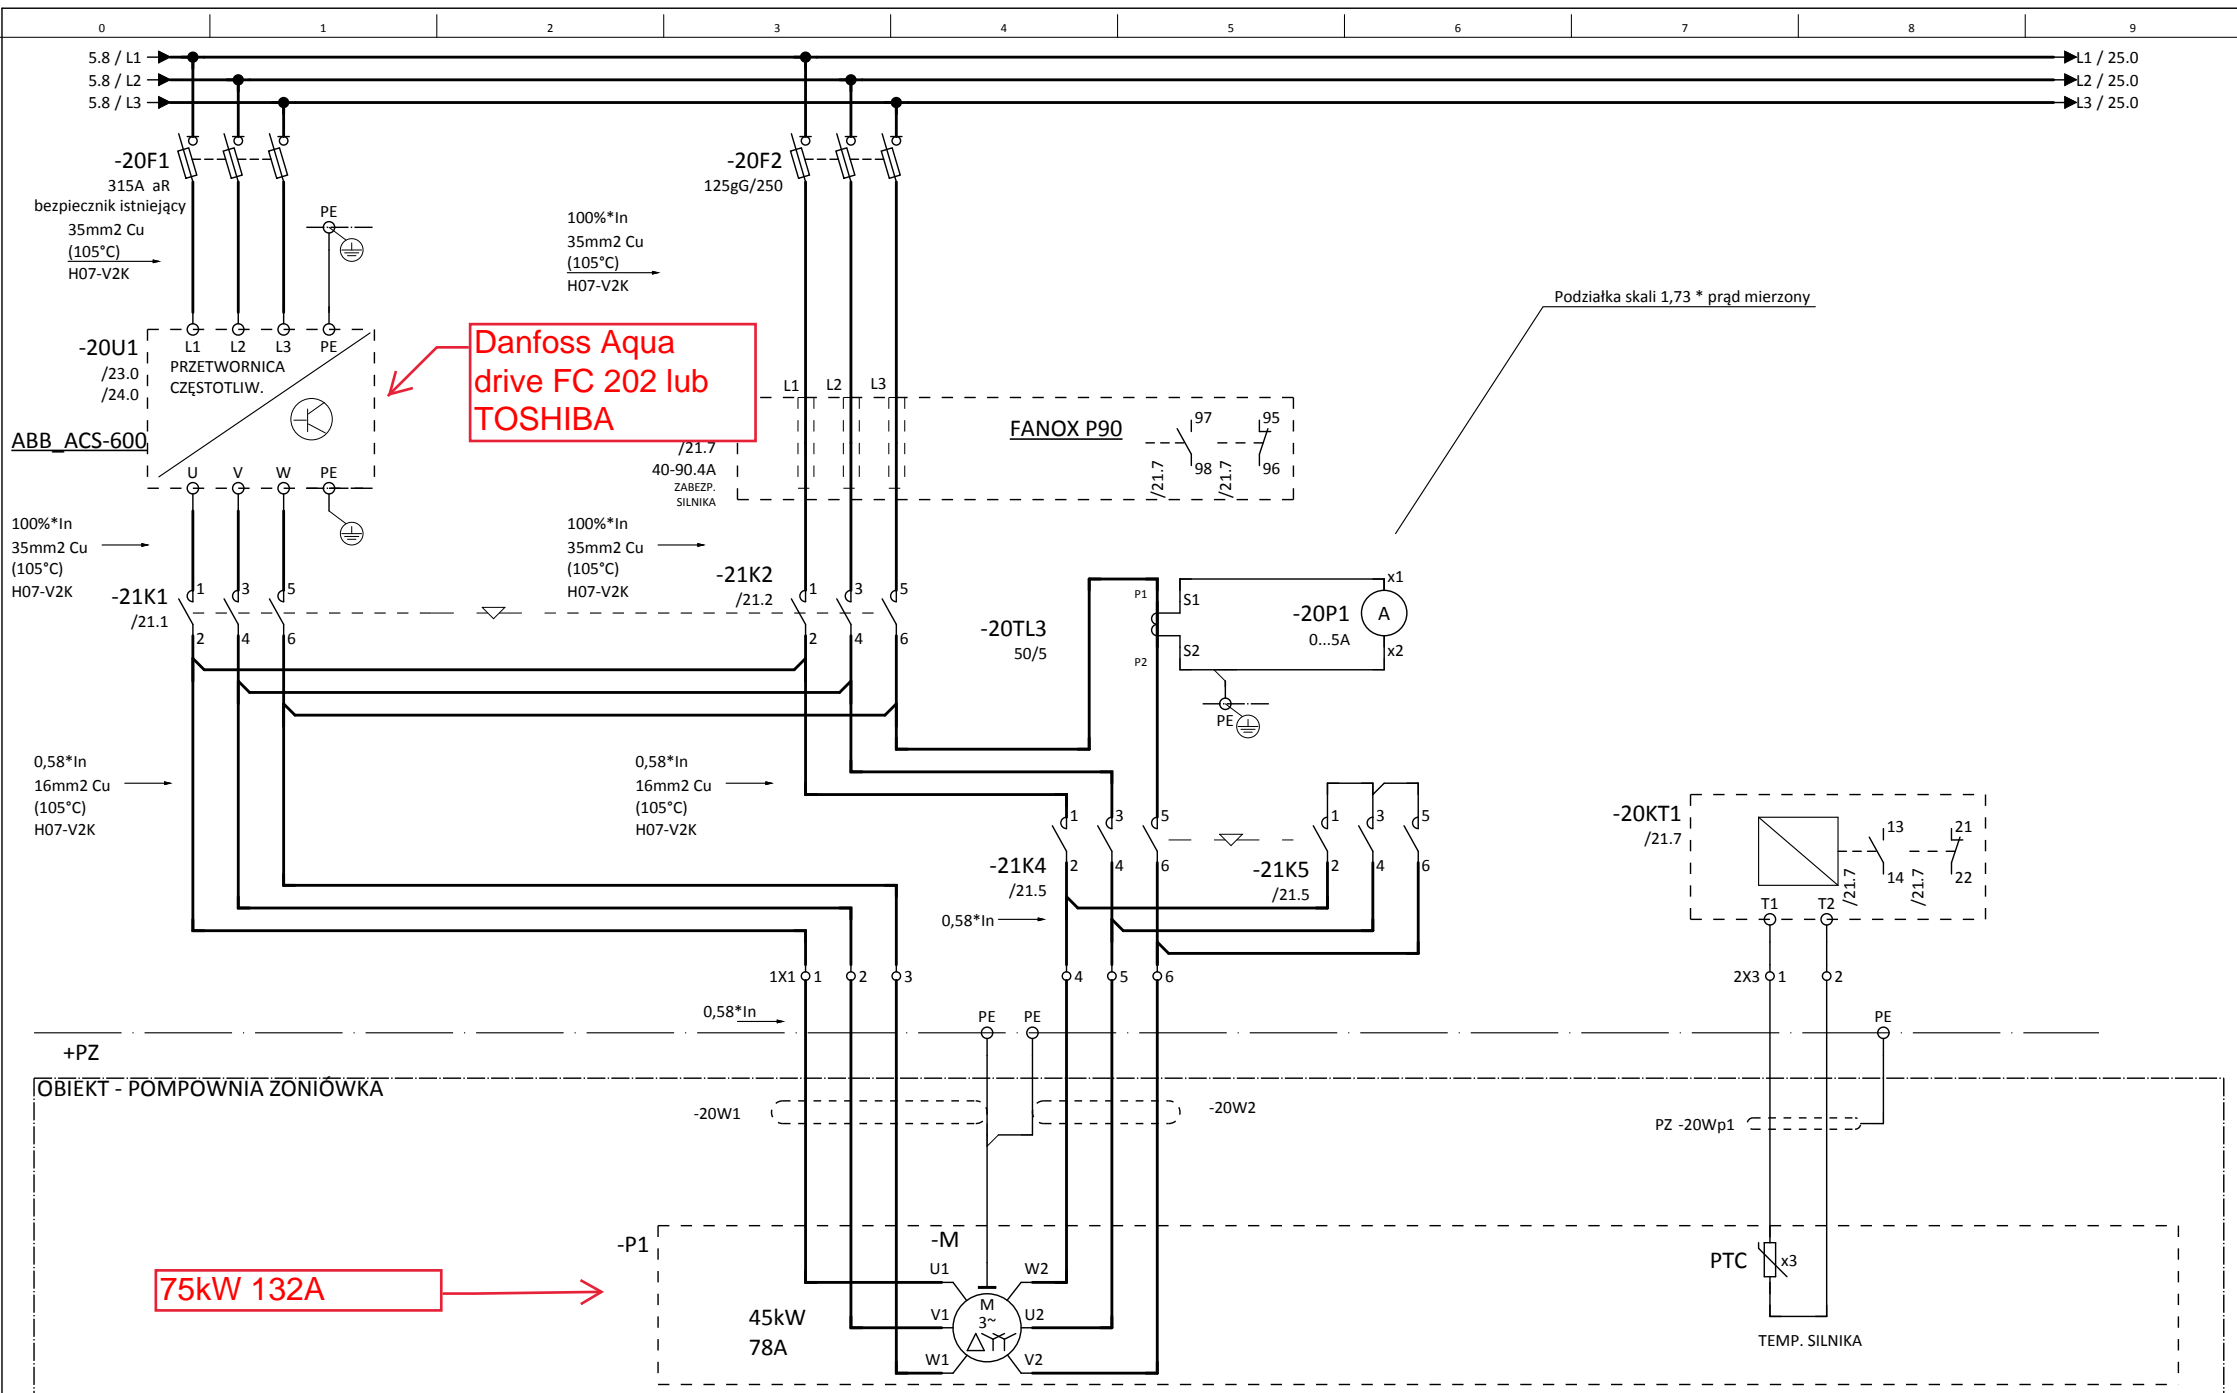 0 1 3 4 5 6 7 8 9
5.8 / L1
5.8 / L2
5.8 / L3
L1 / 25.0
L2 / 25.0
L3 / 25.0
-20F1
315A aR
bezpiecznik istniejący
35mm2 Cu
(105°C)
H07-V2K
PE
-20F2
125gG/250
100%*In
35mm2 Cu
(105°C)
H07-V2K
Podziałka skali 1,73 * prąd mierzony
-20U1
/23.0
/24.0
L1 L2 L3 PE
PRZETWORNICA
CZĘSTOTLIW.
ABB_ACS-600
U V W PE
Danfoss Aqua
drive FC 202 lub
TOSHIBA
L1 L2 L3
/21.7
40-90.4A
ZABEZP.
SILNIKA
FANOX P90
97
98
/21.7
95
96
/21.7
100%*In
35mm2 Cu
(105°C)
H07-V2K
100%*In
35mm2 Cu
(105°C)
H07-V2K
-21K1
/21.1
1 3 5
2 4 6
-21K2
/21.2
1 3 5
2 4 6
-20TL3
50/5
P1
P2
S1
S2
-20P1
0...5A
A
x1
x2
PE
0,58*In
16mm2 Cu
(105°C)
H07-V2K
0,58*In
16mm2 Cu
(105°C)
H07-V2K
-21K4
/21.5
1 3 5
2 4 6
-21K5
/21.5
1 3 5
2 4 6
0,58*In
-20KT1
/21.7
13
14
/21.7
21
22
/21.7
T1 T2
1X1 1 2 3 4 5 6
2X3 1 2
0,58*In
PE PE PE
+PZ
OBIEKT - POMPOWNIA ZONIÓWKA
-20W1
-20W2
PZ -20Wp1
-P1
-M
75kW 132A
45kW
78A
U1
V1
W1
M
3~
W2
U2
V2
PTC
x3
TEMP. SILNIKA